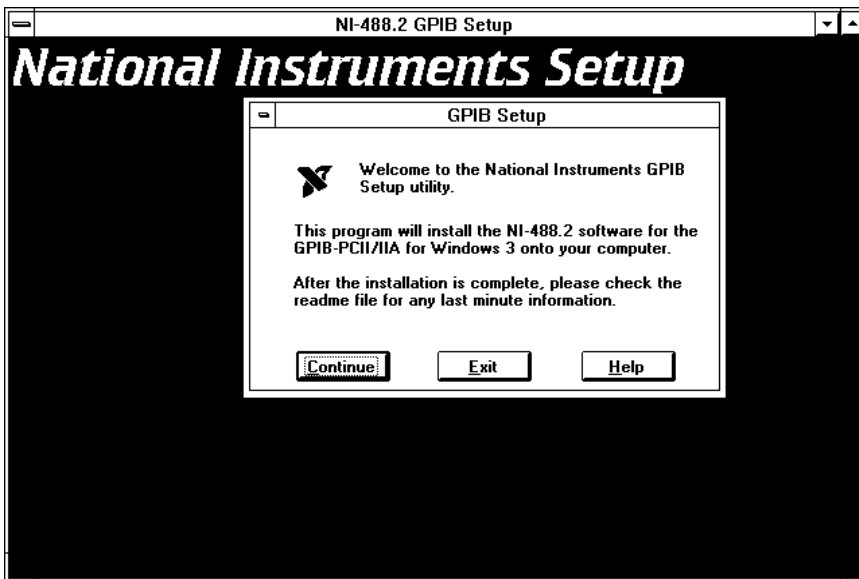 NI-488.2 GPIB Setup
National Instruments Setup
GPIB Setup
Welcome to the National Instruments GPIB
Setup utility.
This program will install the NI-488.2 software for the
GPIB-PCII/IIA for Windows 3 onto your computer.
After the installation is complete, please check the
readme file for any last minute information.
Continue
Exit
Help